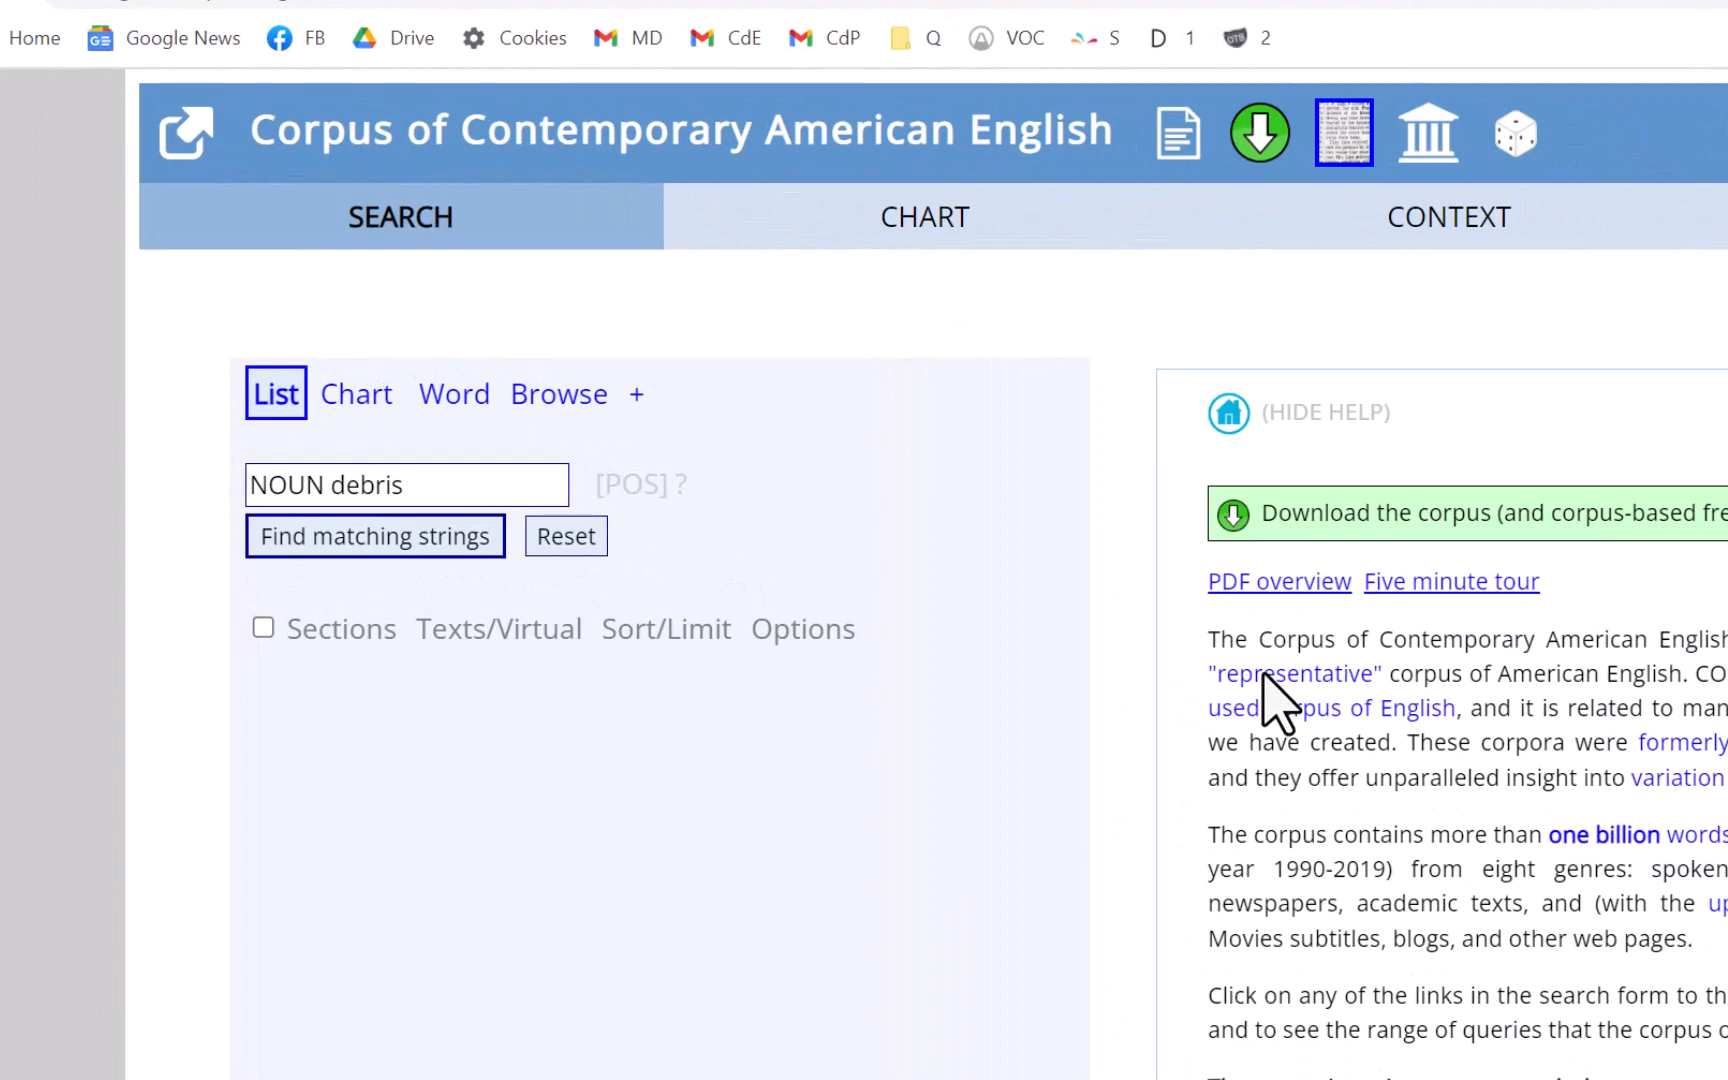 Home Google News FB Drive Cookies MD CdE CdP Q VOC S D 1 2
Corpus of Contemporary American English
SEARCH CHART CONTEXT
List Chart Word Browse +
(HIDE HELP)
NOUN debris [POS] ?
Download the corpus (and corpus-based fre
Find matching strings Reset
PDF overview Five minute tour
Sections Texts/Virtual Sort/Limit Options
The Corpus of Contemporary American English
"representative" corpus of American English. CO
used corpus of English, and it is related to man
we have created. These corpora were formerly
and they offer unparalleled insight into variation
The corpus contains more than one billion words
year 1990-2019) from eight genres: spoken
newspapers, academic texts, and (with the up
Movies subtitles, blogs, and other web pages.
Click on any of the links in the search form to th
and to see the range of queries that the corpus o